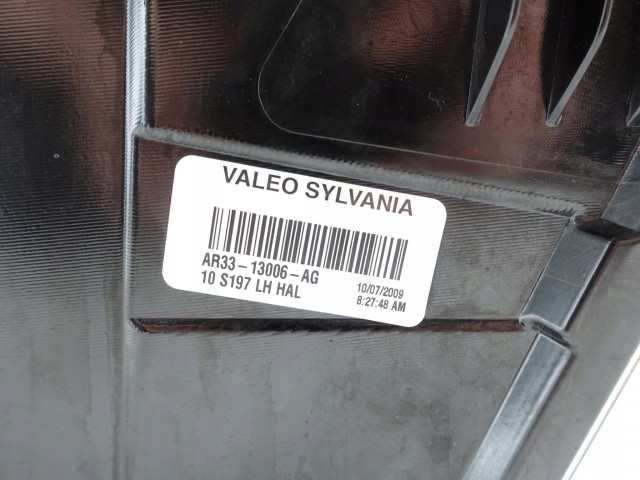 VALEO SYLVANIA
AR33-13006-AG
10 S197 LH HAL
10/07/2009
8:27:48 AM